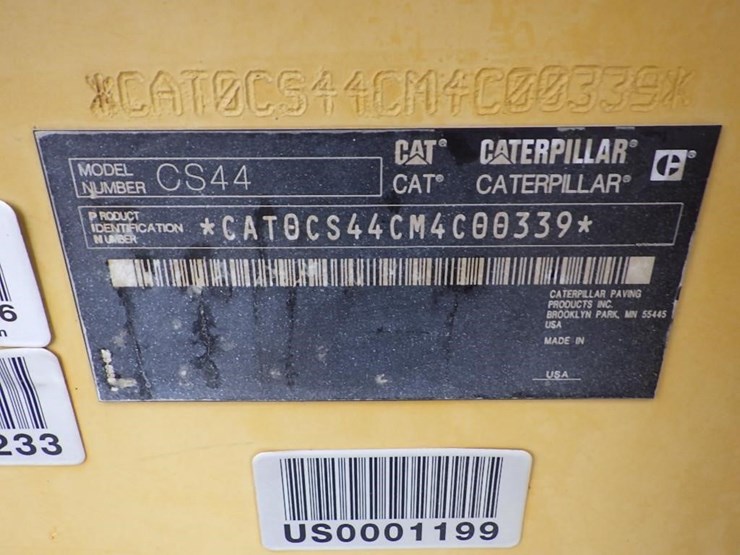 *CAT0CS44CM4C00339*
CAT® CATERPILLAR®
MODEL NUMBER CS44
CAT® CATERPILLAR®
PRODUCT IDENTIFICATION NUMBER *CAT0CS44CM4C00339*
CATERPILLAR PAVING
PRODUCTS INC.
BROOKLYN PARK, MN 55445
USA
MADE IN
USA
6
n
233
US0001199